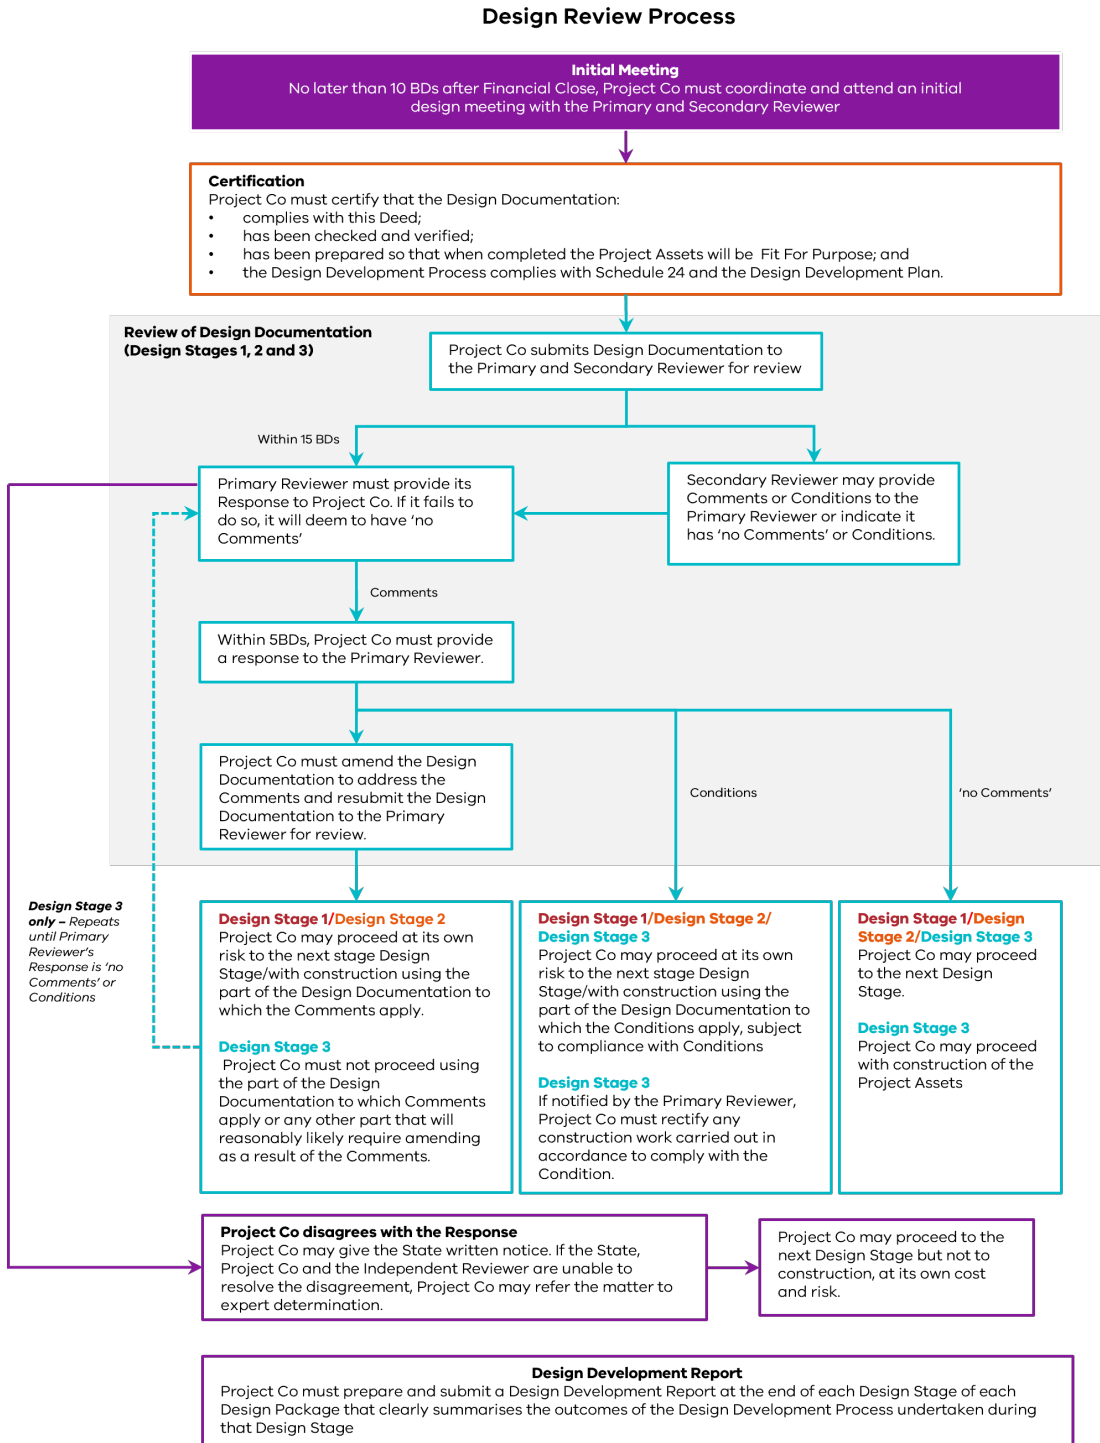 Design Review Process
Initial Meeting
No later than 10 BDs after Financial Close, Project Co must coordinate and attend an initial
design meeting with the Primary and Secondary Reviewer
Certification
Project Co must certify that the Design Documentation:
• complies with this Deed;
• has been checked and verified;
• has been prepared so that when completed the Project Assets will be Fit For Purpose; and
• the Design Development Process complies with Schedule 24 and the Design Development Plan.
Review of Design Documentation
(Design Stages 1, 2 and 3)
Project Co submits Design Documentation to
the Primary and Secondary Reviewer for review
Within 15 BDs
Primary Reviewer must provide its
Response to Project Co. If it fails to
do so, it will deem to have ‘no
Comments’
Secondary Reviewer may provide
Comments or Conditions to the
Primary Reviewer or indicate it
has ‘no Comments’ or Conditions.
Comments
Within 5BDs, Project Co must provide
a response to the Primary Reviewer.
Project Co must amend the Design
Documentation to address the
Comments and resubmit the Design
Documentation to the Primary
Reviewer for review.
Conditions
‘no Comments’
Design Stage 3
only – Repeats
until Primary
Reviewer’s
Response is ‘no
Comments’ or
Conditions
Design Stage 1/Design Stage 2
Project Co may proceed at its own
risk to the next stage Design
Stage/with construction using the
part of the Design Documentation to
which the Comments apply.
Design Stage 3
Project Co must not proceed using
the part of the Design
Documentation to which Comments
apply or any other part that will
reasonably likely require amending
as a result of the Comments.
Design Stage 1/Design Stage 2/
Design Stage 3
Project Co may proceed at its own
risk to the next stage Design
Stage/with construction using the
part of the Design Documentation to
which the Conditions apply, subject
to compliance with Conditions
Design Stage 3
If notified by the Primary Reviewer,
Project Co must rectify any
construction work carried out in
accordance to comply with the
Condition.
Design Stage 1/Design
Stage 2/Design Stage 3
Project Co may proceed
to the next Design
Stage.
Design Stage 3
Project Co may proceed
with construction of the
Project Assets
Project Co disagrees with the Response
Project Co may give the State written notice. If the State,
Project Co and the Independent Reviewer are unable to
resolve the disagreement, Project Co may refer the matter to
expert determination.
Project Co may proceed to the
next Design Stage but not to
construction, at its own cost
and risk.
Design Development Report
Project Co must prepare and submit a Design Development Report at the end of each Design Stage of each
Design Package that clearly summarises the outcomes of the Design Development Process undertaken during
that Design Stage